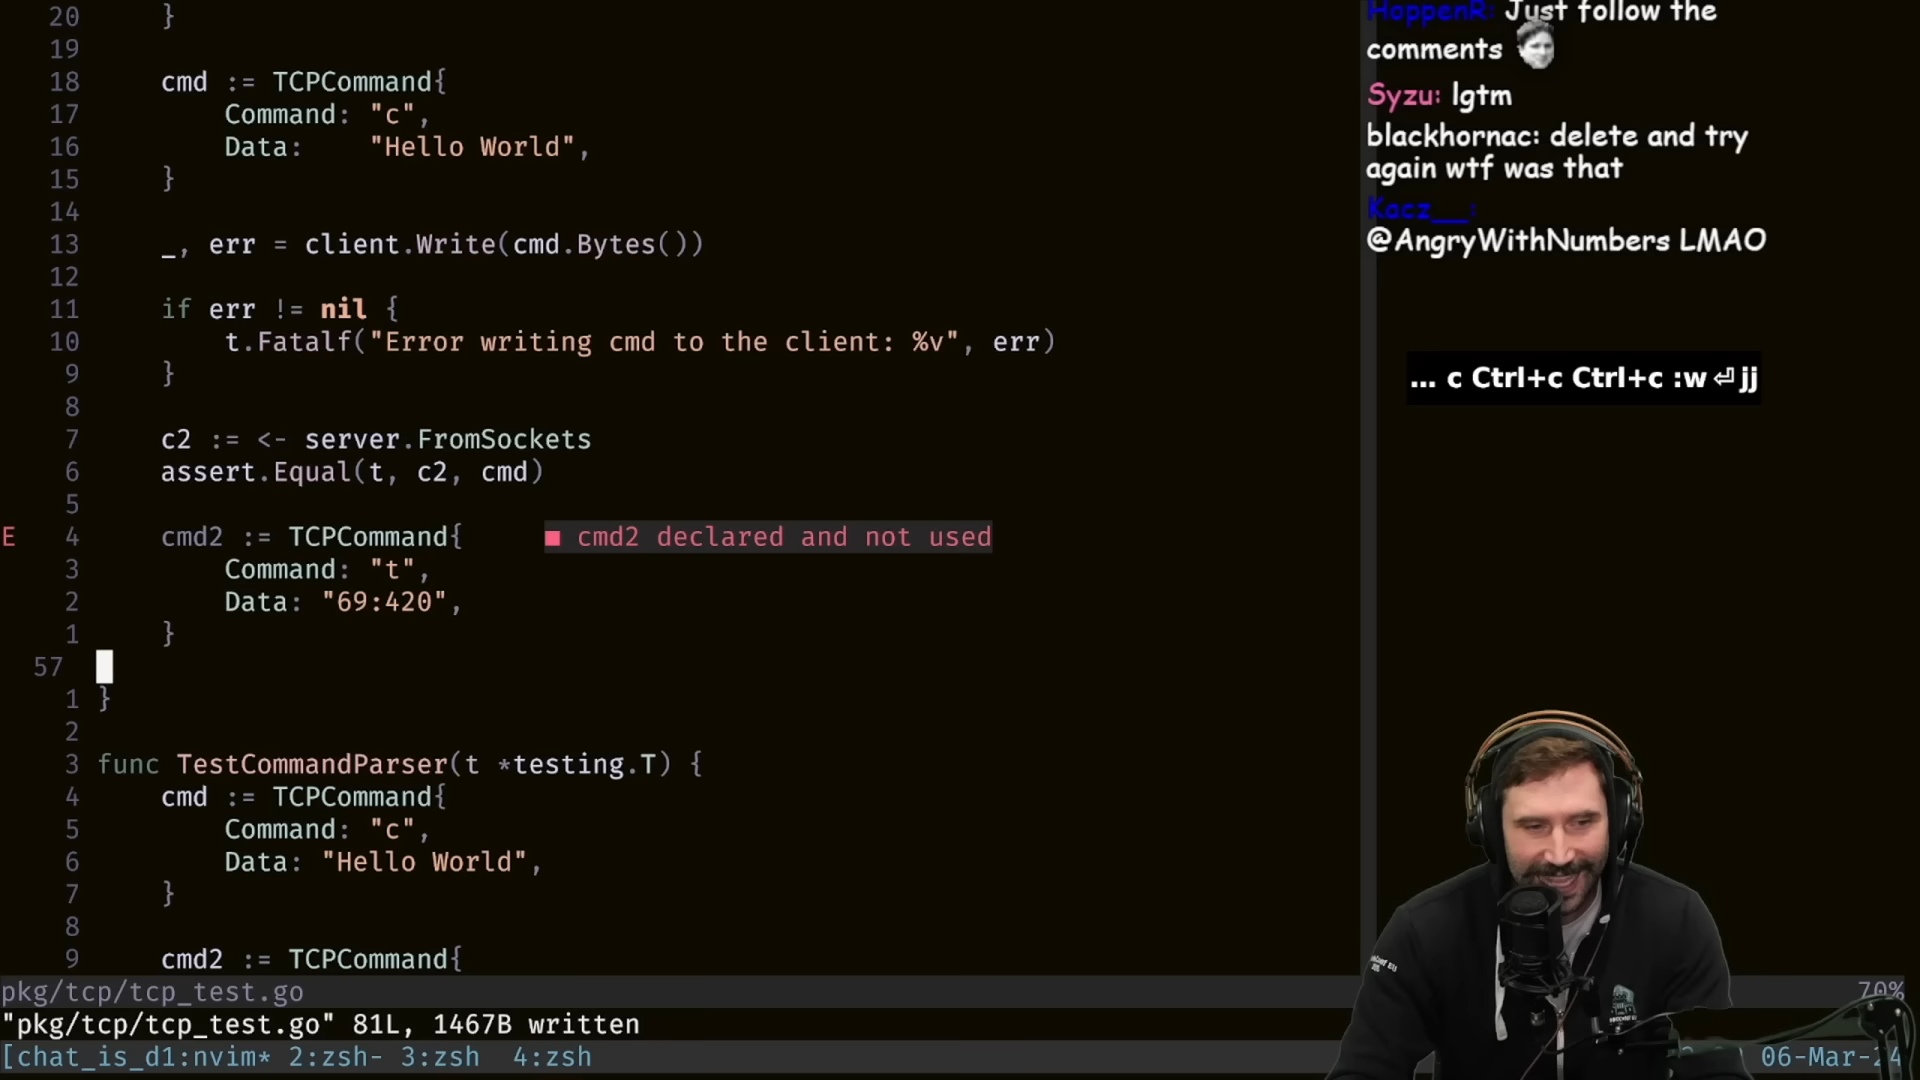 20 }
19
18 cmd := TCPCommand{
17 Command: "c",
16 Data: "Hello World",
15 }
14
13 _, err = client.Write(cmd.Bytes())
12
11 if err != nil {
10 t.Fatalf("Error writing cmd to the client: %v", err)
9 }
8
7 c2 := <- server.FromSockets
6 assert.Equal(t, c2, cmd)
5
E 4 cmd2 := TCPCommand{ ■ cmd2 declared and not used
3 Command: "t",
2 Data: "69:420",
1 }
57
1 }
2
3 func TestCommandParser(t *testing.T) {
4 cmd := TCPCommand{
5 Command: "c",
6 Data: "Hello World",
7 }
8
9 cmd2 := TCPCommand{
pkg/tcp/tcp_test.go 70%
"pkg/tcp/tcp_test.go" 81L, 1467B written
[chat_is_d1:nvim* 2:zsh- 3:zsh 4:zsh 06-Mar-24
HoppenR: Just follow the
comments
Syzu: lgtm
blackhornac: delete and try
again wtf was that
Kacz__:
@AngryWithNumbers LMAO
... c Ctrl+c Ctrl+c :w⏎jj